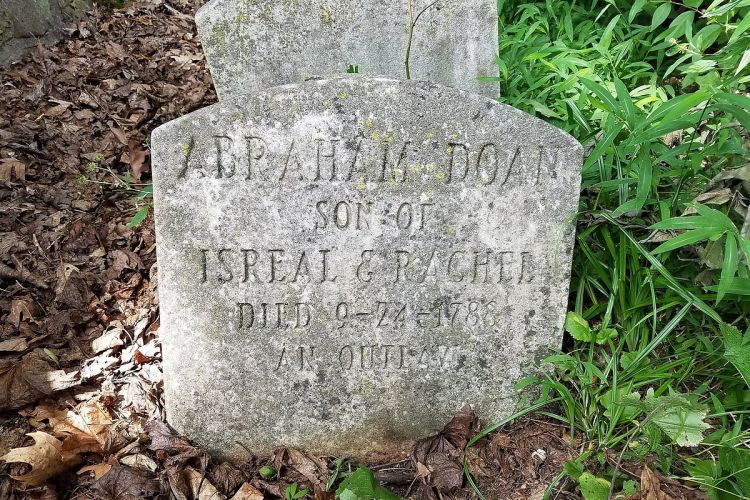 ABRAHAM DOAN
SON OF
ISREAL & RACHEL
DIED 9-24-1788
AN OUTLAW